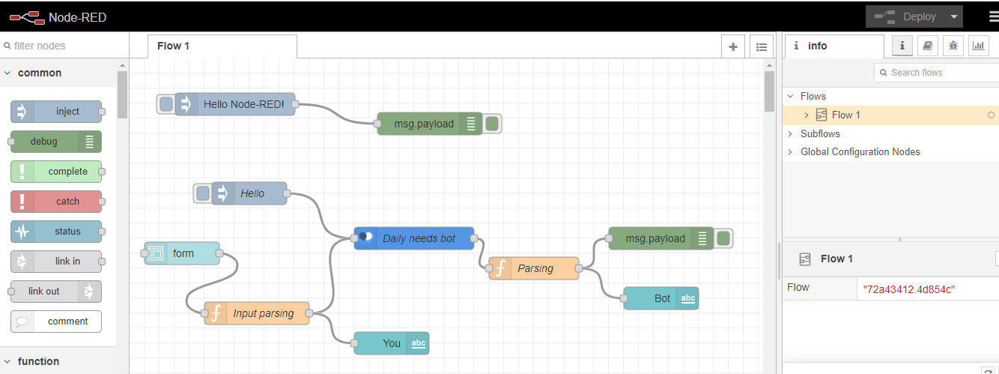 Node-RED
Deploy
filter nodes
Flow 1
info
common
Search flows
Flows
Flow 1
Subflows
Global Configuration Nodes
inject
debug
complete
catch
status
link in
link out
comment
function
Hello Node-RED!
msg.payload
Hello
Daily needs bot
msg.payload
form
Parsing
Input parsing
Bot
abc
You
abc
Flow 1
Flow
"72a43412.4d854c"